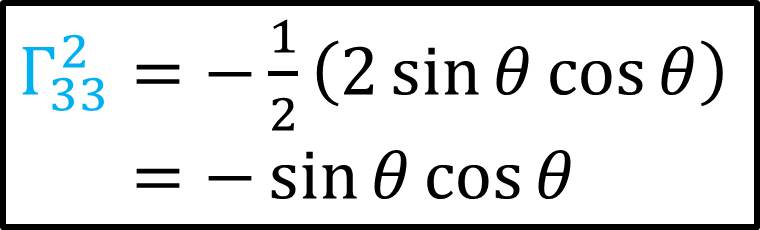 Γ²₃₃ = − 1/2 (2 sin θ cos θ)
= − sin θ cos θ